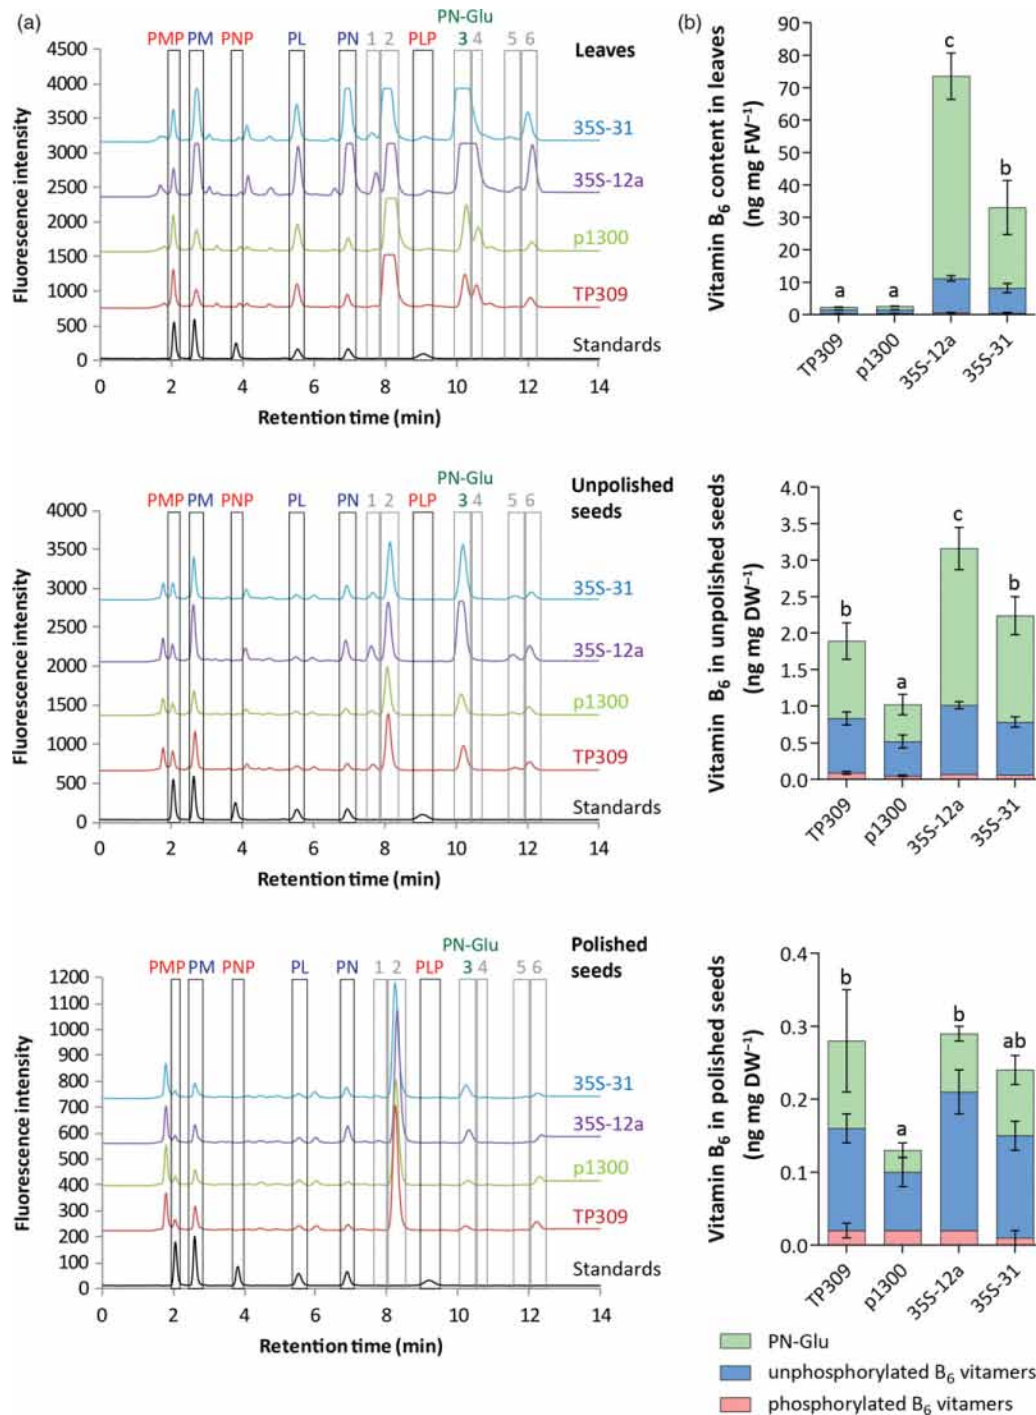 (a)
PN-Glu
PMP PM PNP PL PN 1 2 PLP 3 4 5 6
Leaves
4500
4000
3500
3000
2500
2000
1500
1000
500
0
Fluorescence intensity
35S-31
35S-12a
p1300
TP309
Standards
0 2 4 6 8 10 12 14
Retention time (min)
(b)
90
80
70
60
50
40
30
20
10
0
Vitamin B₆ content in leaves
(ng mg FW⁻¹)
a a c b
TP309 p1300 35S-12a 35S-31
PN-Glu
PMP PM PNP PL PN 1 2 PLP 3 4 5 6
Unpolished
seeds
4000
3500
3000
2500
2000
1500
1000
500
0
Fluorescence intensity
35S-31
35S-12a
p1300
TP309
Standards
0 2 4 6 8 10 12 14
Retention time (min)
4.0
3.5
3.0
2.5
2.0
1.5
1.0
0.5
0.0
Vitamin B₆ in unpolished seeds
(ng mg DW⁻¹)
b a c b
TP309 p1300 35S-12a 35S-31
PN-Glu
PMP PM PNP PL PN 1 2 PLP 3 4 5 6
Polished
seeds
1200
1100
1000
900
800
700
600
500
400
300
200
100
0
Fluorescence intensity
35S-31
35S-12a
p1300
TP309
Standards
0 2 4 6 8 10 12 14
Retention time (min)
0.4
0.3
0.2
0.1
0.0
Vitamin B₆ in polished seeds
(ng mg DW⁻¹)
b a b ab
TP309 p1300 35S-12a 35S-31
PN-Glu
unphosphorylated B₆ vitamers
phosphorylated B₆ vitamers